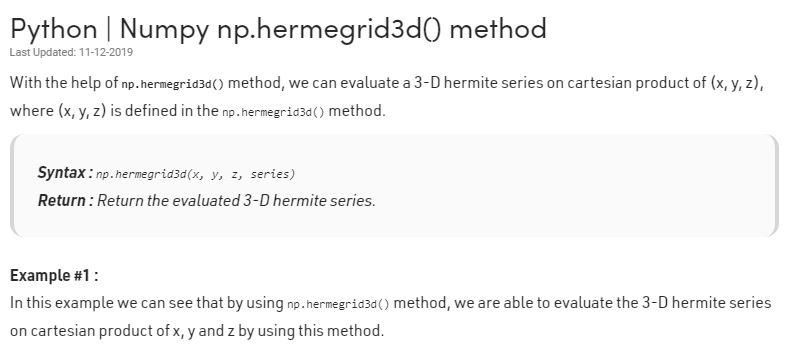 Python | Numpy np.hermegrid3d() method
Last Updated: 11-12-2019
With the help of np.hermegrid3d() method, we can evaluate a 3-D hermite series on cartesian product of (x, y, z),
where (x, y, z) is defined in the np.hermegrid3d() method.
Syntax : np.hermegrid3d(x, y, z, series)
Return : Return the evaluated 3-D hermite series.
Example #1 :
In this example we can see that by using np.hermegrid3d() method, we are able to evaluate the 3-D hermite series
on cartesian product of x, y and z by using this method.